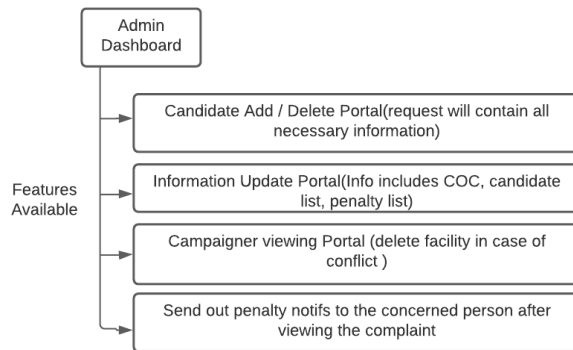 Admin
Dashboard
Candidate Add / Delete Portal(request will contain all
necessary information)
Features
Available
Information Update Portal(Info includes COC, candidate
list, penalty list)
Campaigner viewing Portal (delete facility in case of
conflict )
Send out penalty notifs to the concerned person after
viewing the complaint